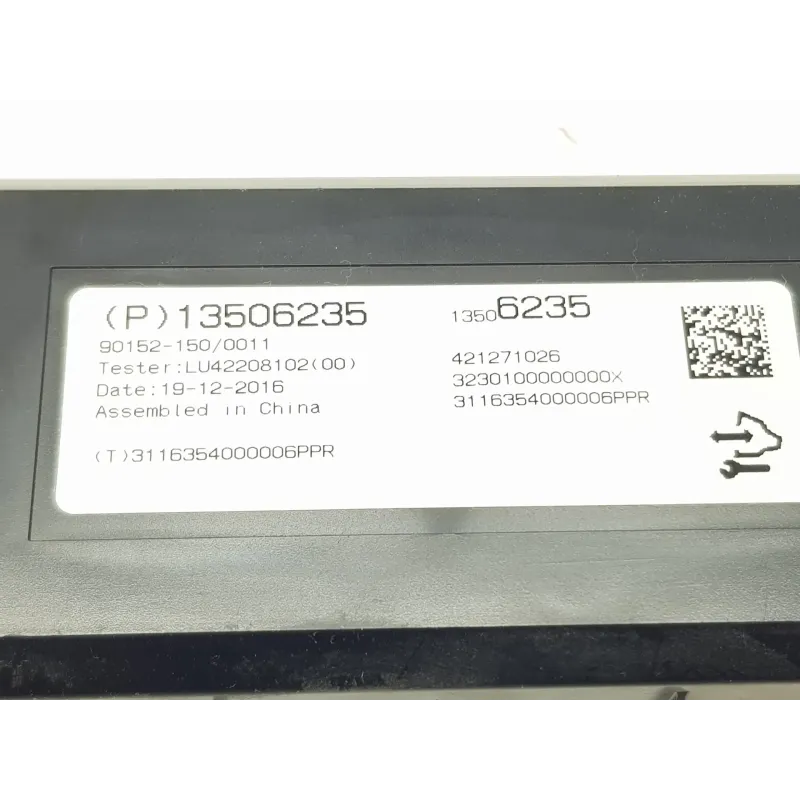 (P)13506235
90152-150/0011
Tester:LU42208102(00)
Date:19-12-2016
Assembled in China
(T)3116354000006PPR
13506235
421271026
3230100000000X
3116354000006PPR